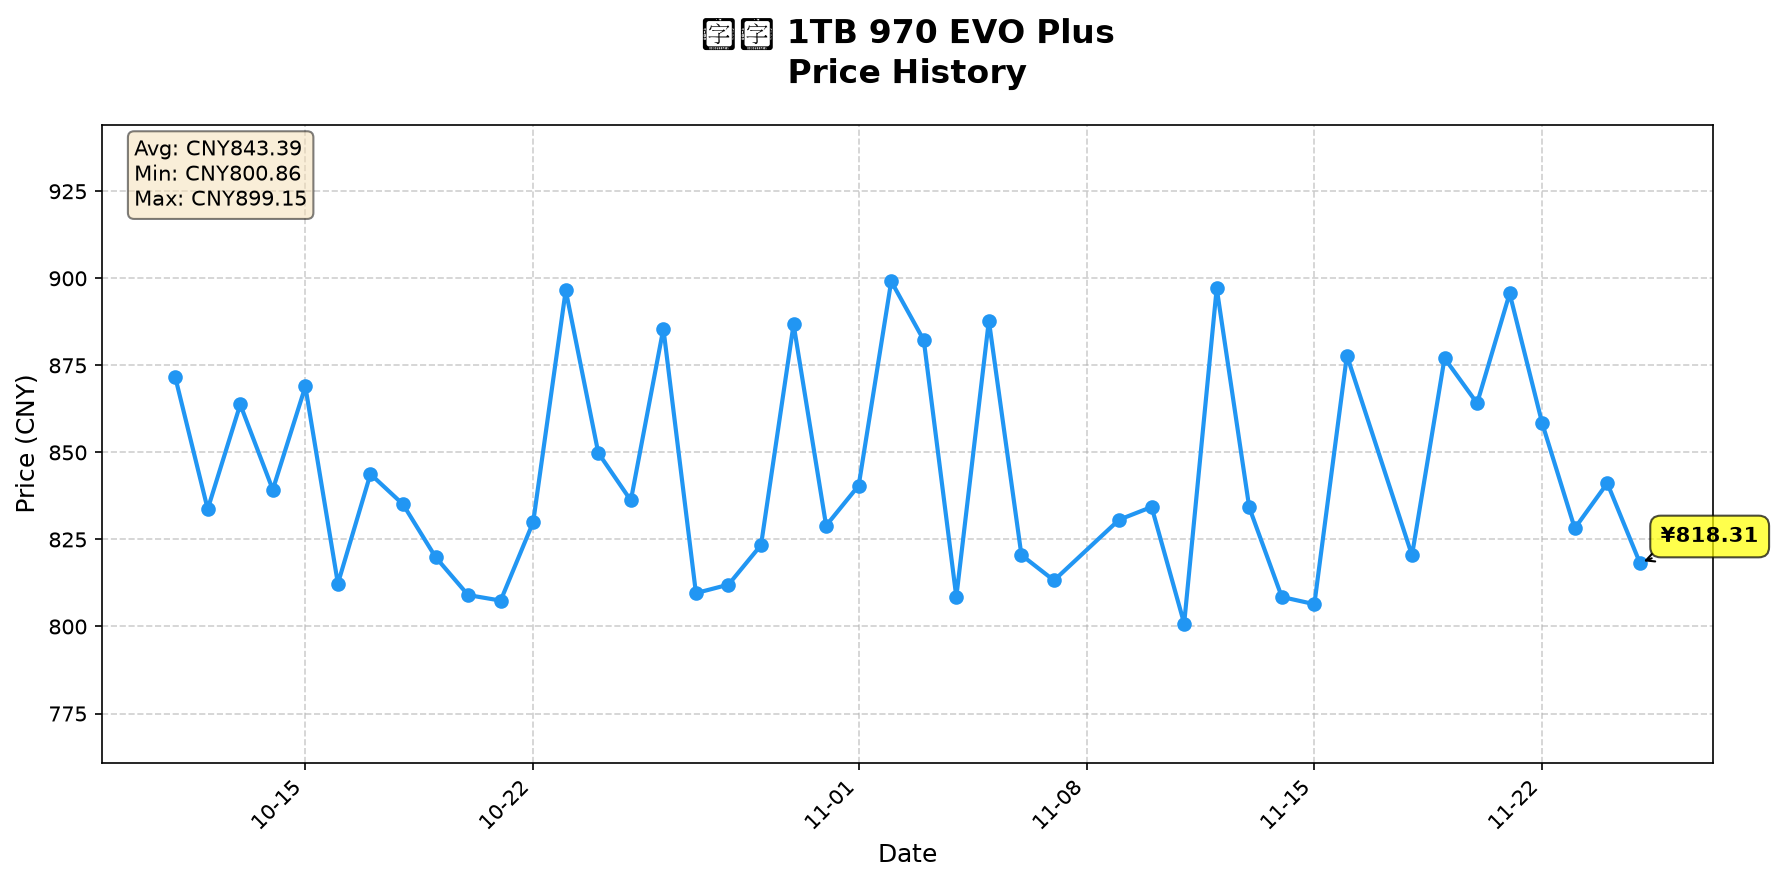 1TB 970 EVO Plus
Price History
Avg: CNY843.39
Min: CNY800.86
Max: CNY899.15
Price (CNY)
925
900
875
850
825
800
775
¥818.31
10-15
10-22
11-01
11-08
11-15
11-22
Date